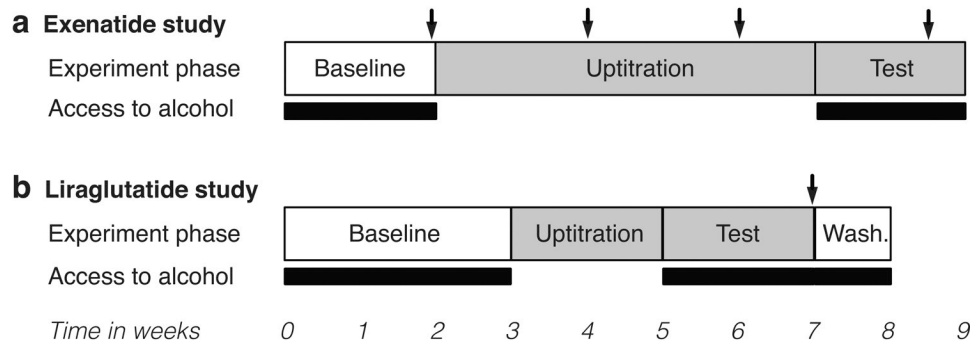 a Exenatide study
Experiment phase Baseline Uptitration Test
Access to alcohol
b Liraglutatide study
Experiment phase Baseline Uptitration Test Wash.
Access to alcohol
Time in weeks 0 1 2 3 4 5 6 7 8 9